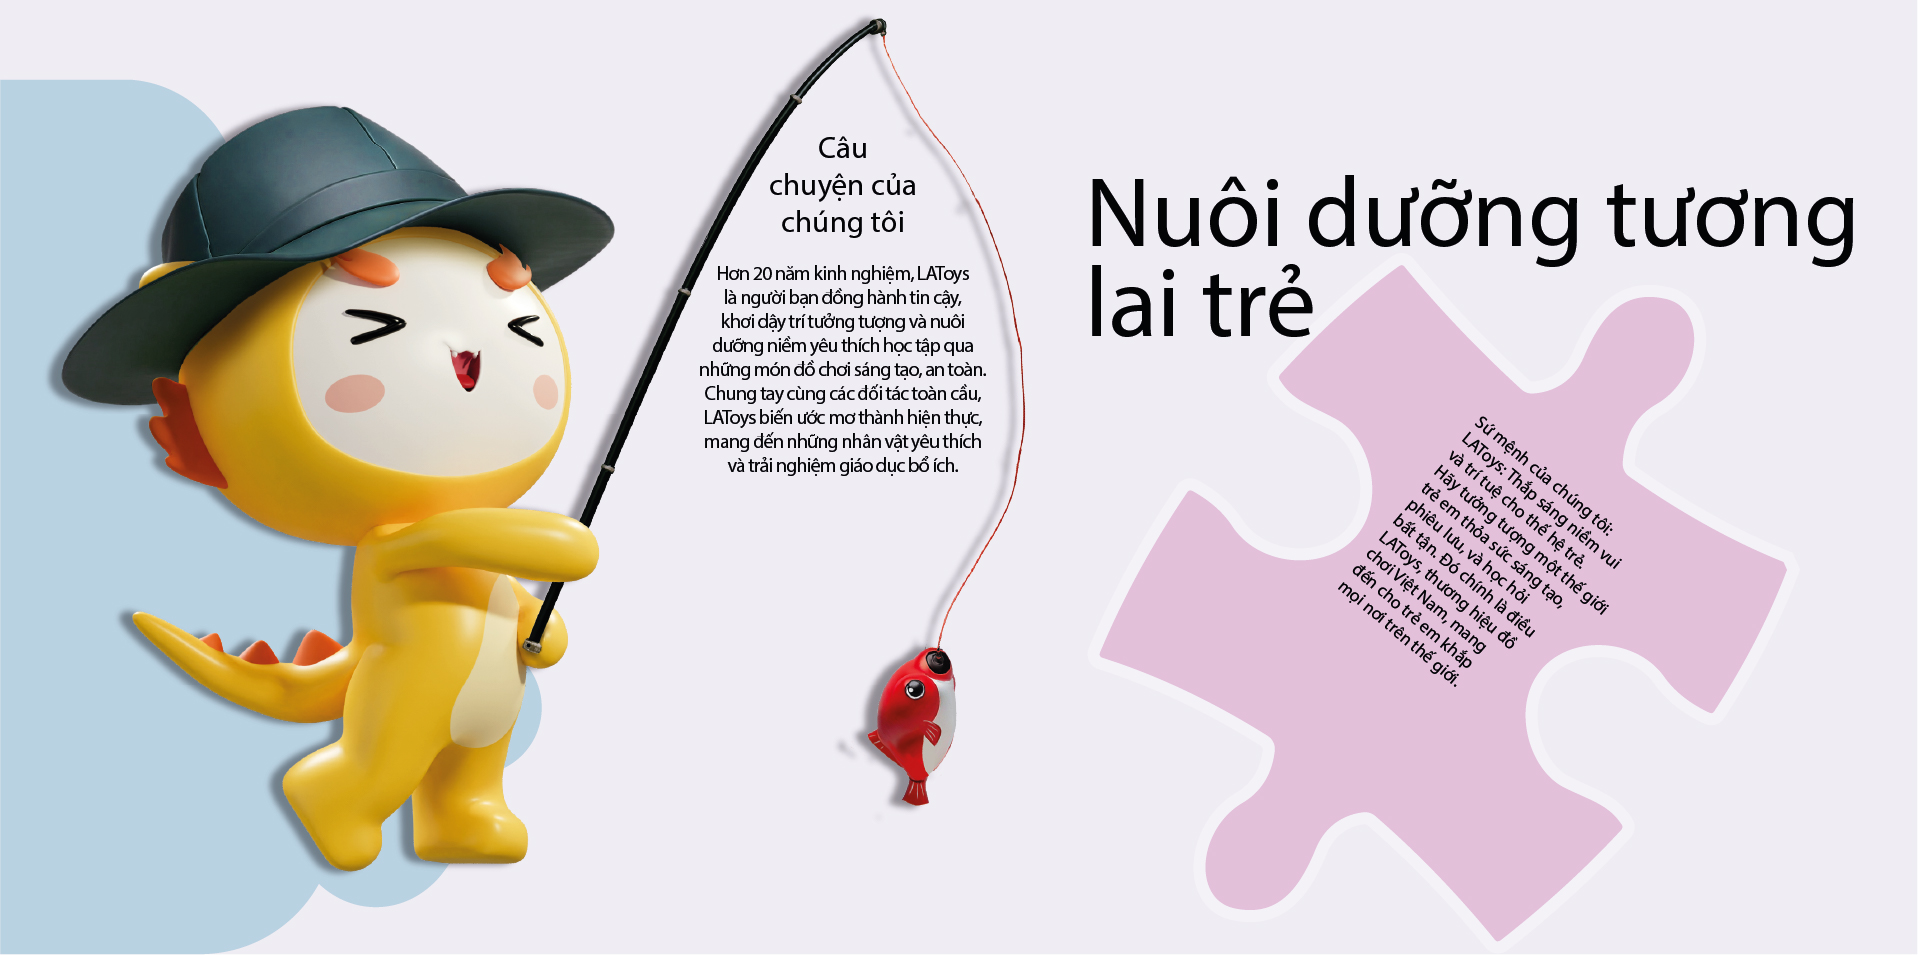 Câu
chuyện của
chúng tôi
Hơn 20 năm kinh nghiệm, LAToys
là người bạn đồng hành tin cậy,
khơi dậy trí tưởng tượng và nuôi
dưỡng niềm yêu thích học tập qua
những món đồ chơi sáng tạo, an toàn.
Chung tay cùng các đối tác toàn cầu,
LAToys biến ước mơ thành hiện thực,
mang đến những nhân vật yêu thích
và trải nghiệm giáo dục bổ ích.
Nuôi dưỡng tương
lai trẻ
Sứ mệnh của chúng tôi:
LAToys: Thắp sáng niềm vui
và trí tuệ cho thế hệ trẻ.
Hãy tưởng tượng một thế giới
trẻ em thỏa sức sáng tạo,
phiêu lưu, và học hỏi
bất tận. Đó chính là điều
LAToys, thương hiệu đồ
chơi Việt Nam, mang
đến cho trẻ em khắp
mọi nơi trên thế giới.